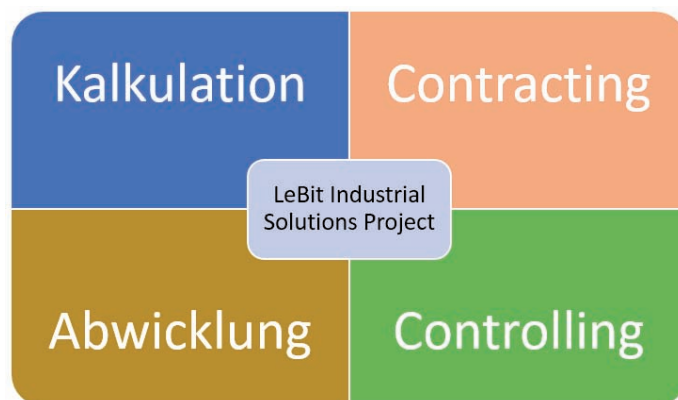 Kalkulation
Contracting
LeBit Industrial
Solutions Project
Abwicklung
Controlling